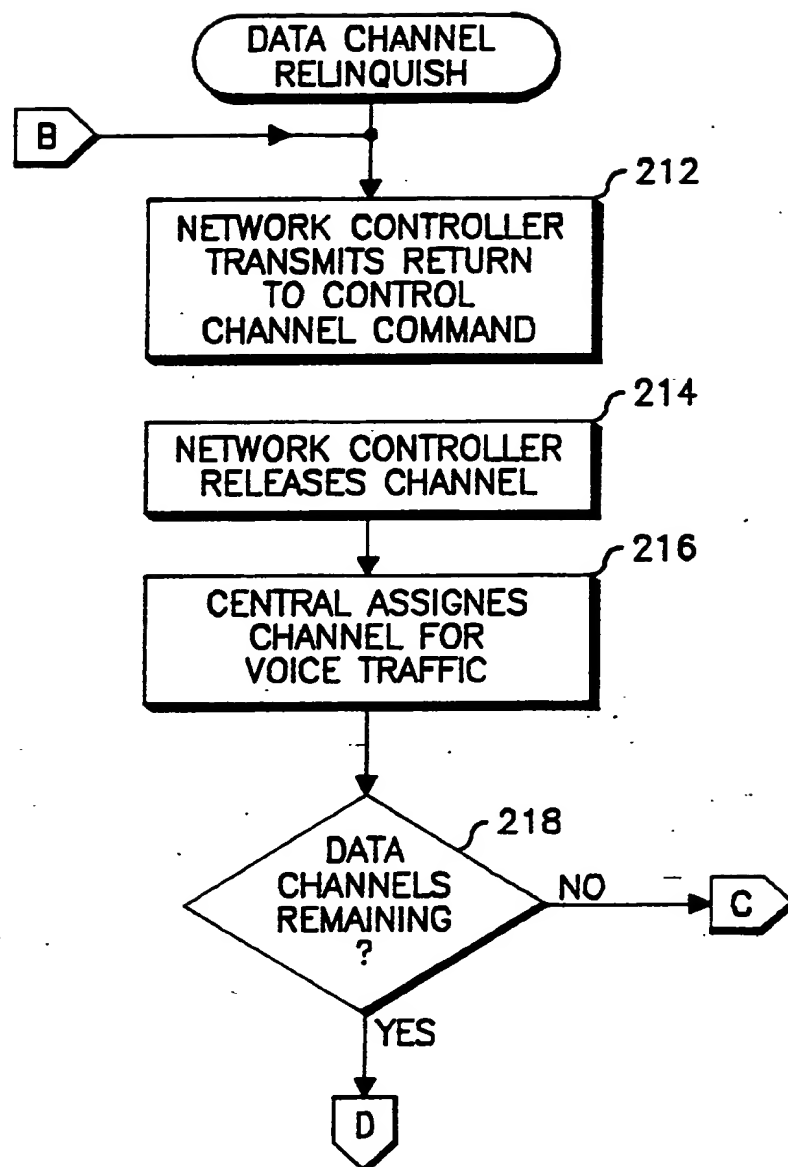 DATA CHANNEL
RELINQUISH
B
212
NETWORK CONTROLLER
TRANSMITS RETURN
TO CONTROL
CHANNEL COMMAND
214
NETWORK CONTROLLER
RELEASES CHANNEL
216
CENTRAL ASSIGNES
CHANNEL FOR
VOICE TRAFFIC
218
DATA
CHANNELS
REMAINING
?
NO
C
YES
D